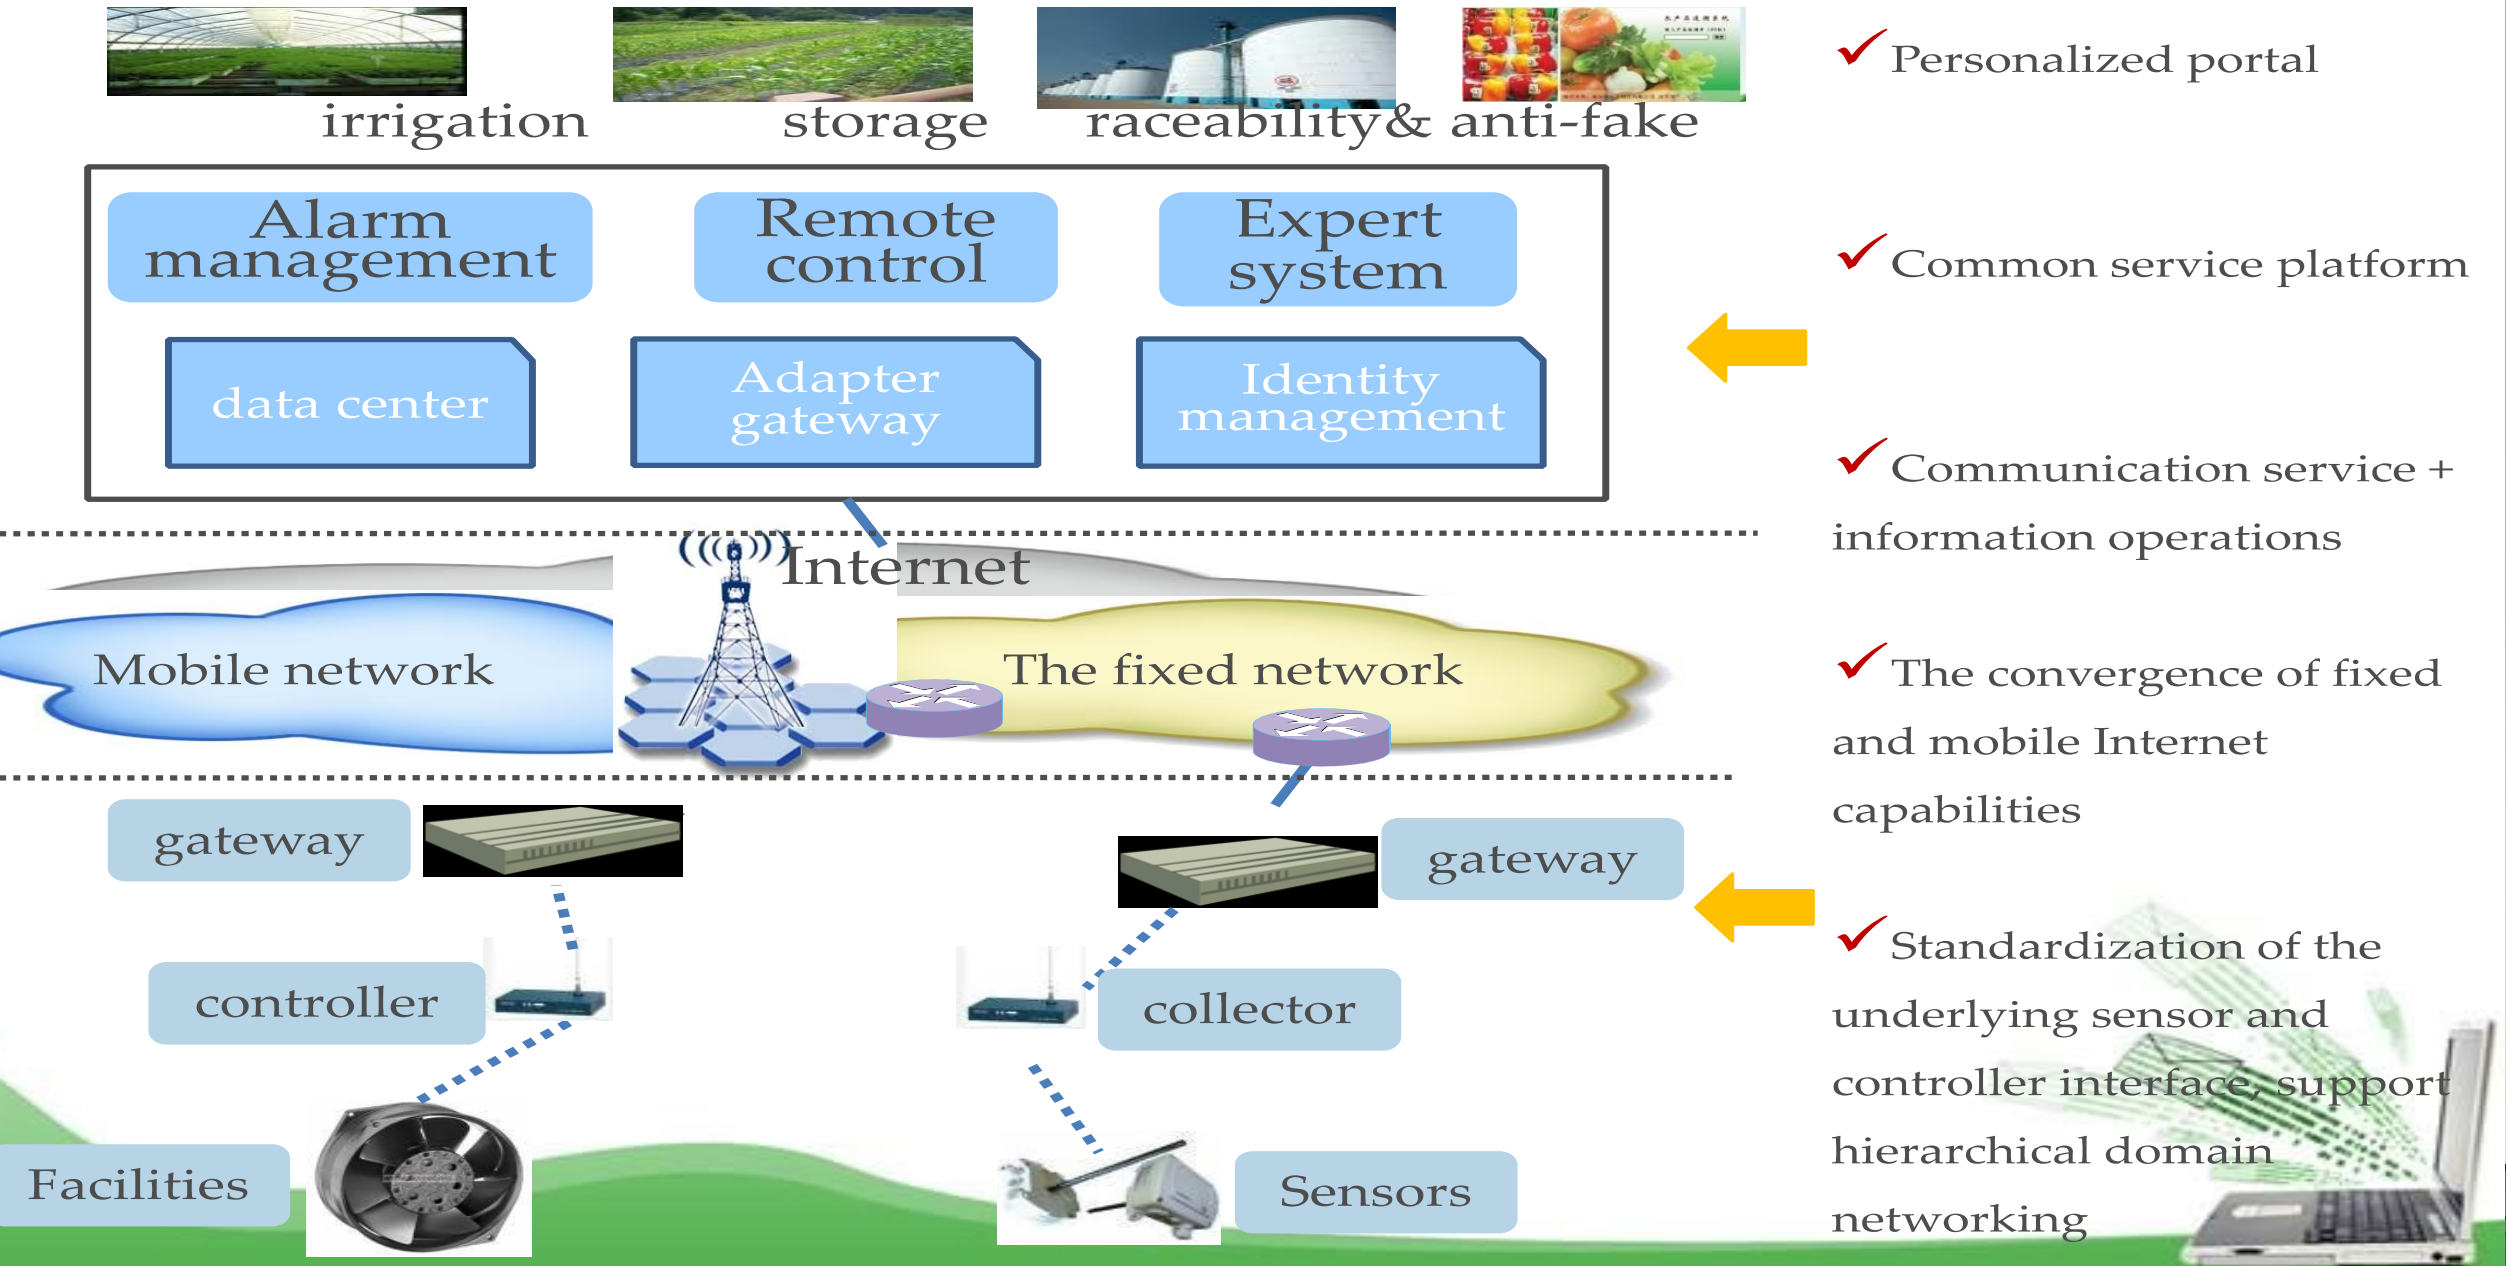 irrigation
storage
raceability& anti-fake
Alarm
management
Remote
control
Expert
system
data center
Adapter
gateway
Identity
management
Internet
Mobile network
The fixed network
gateway
gateway
controller
collector
Facilities
Sensors
Personalized portal
Common service platform
Communication service +
information operations
The convergence of fixed
and mobile Internet
capabilities
Standardization of the
underlying sensor and
controller interface, support
hierarchical domain
networking